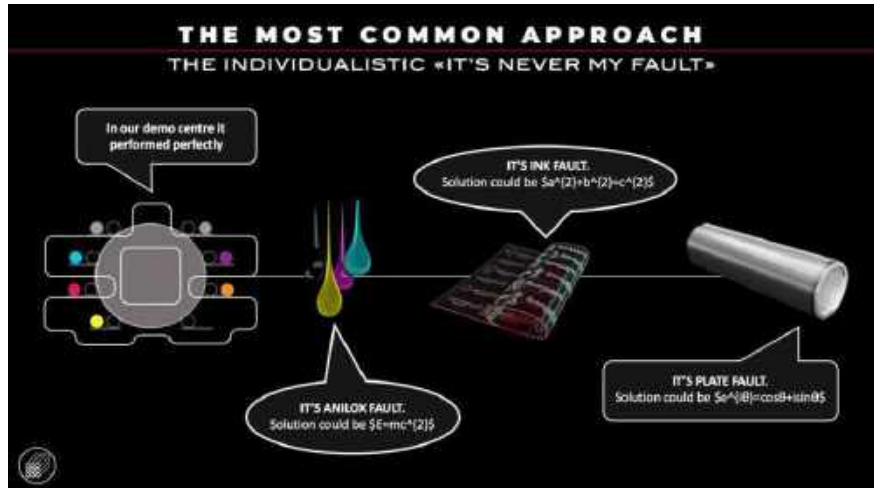 THE MOST COMMON APPROACH
THE INDIVIDUALISTIC «IT'S NEVER MY FAULT»
In our demo centre it
performed perfectly
IT'S INK FAULT.
Solution could be $a^{2}+b^{2}=c^{2}$
IT'S ANILOX FAULT.
Solution could be $E=mc^{2}$
IT'S PLATE FAULT.
Solution could be $e^{iθ}=cosθ+isinθ$